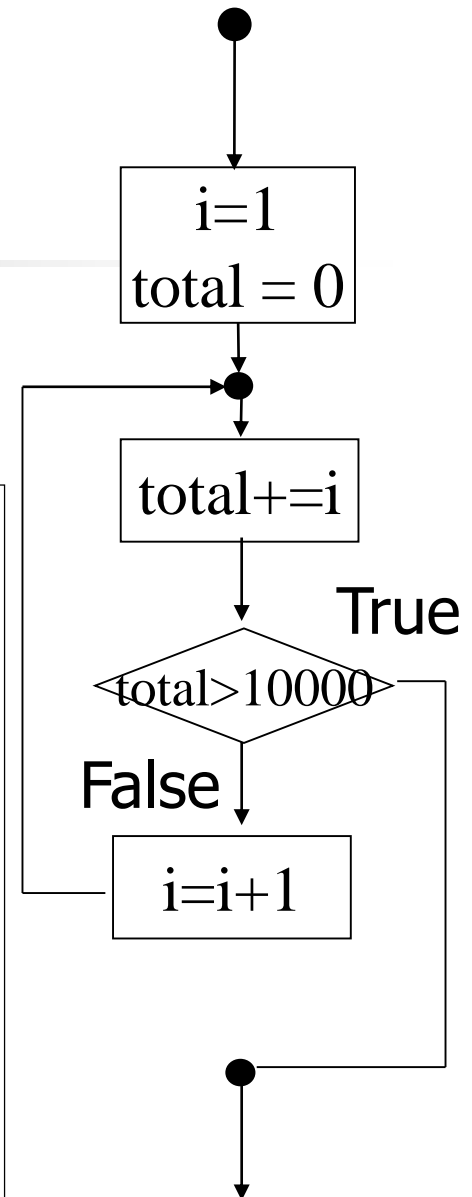 i=1
total = 0
total+=i
True
total>10000
False
i=i+1